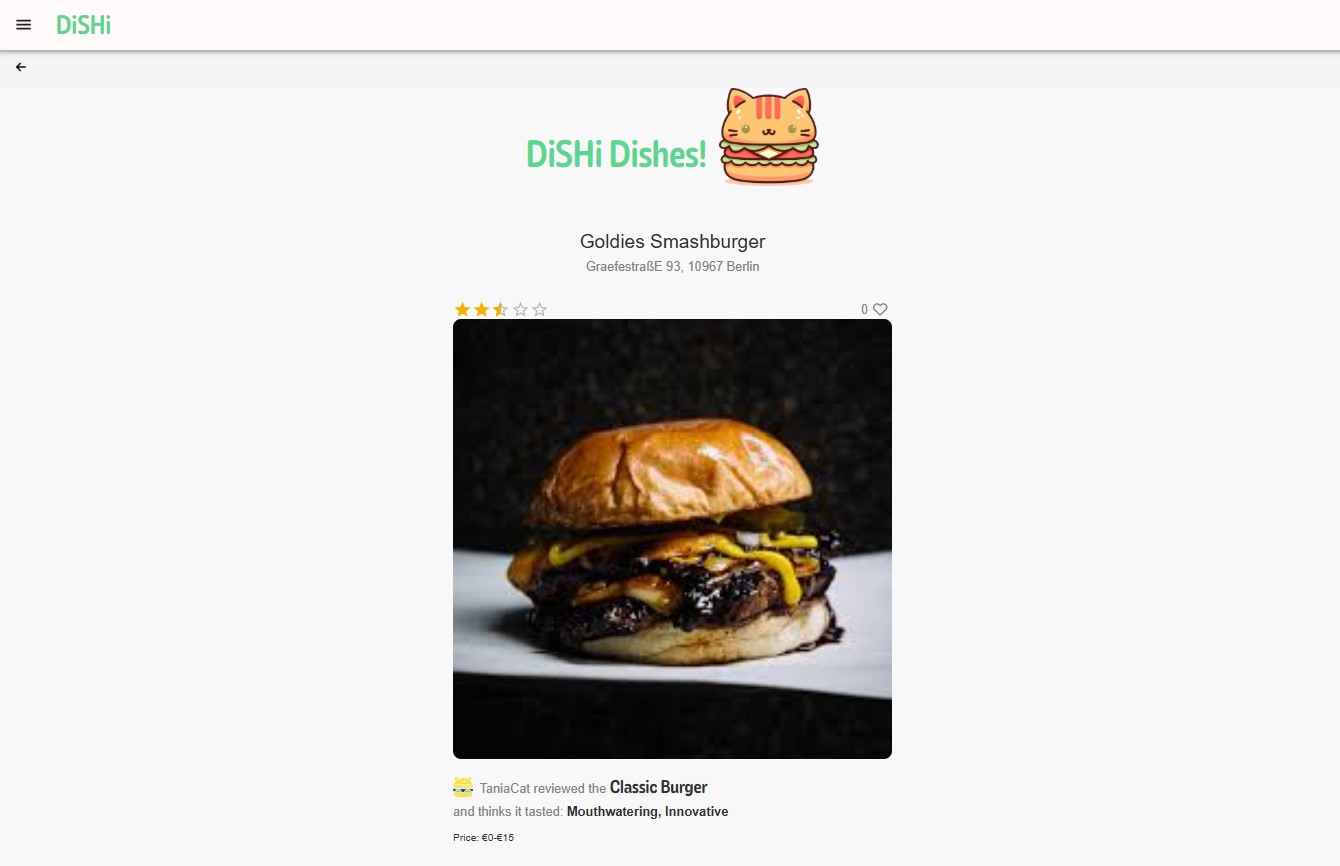 DiSHi
DiSHi Dishes!
Goldies Smashburger
GraefestraßE 93, 10967 Berlin
0
TaniaCat reviewed the Classic Burger
and thinks it tasted: Mouthwatering, Innovative
Price: €0-€15